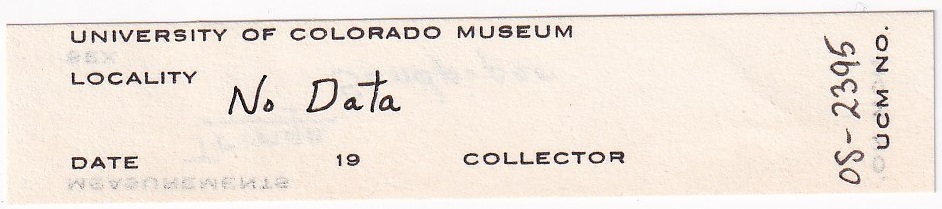 UNIVERSITY OF COLORADO MUSEUM
LOCALITY No Data
DATE 19 COLLECTOR
UCM NO. OS-2395